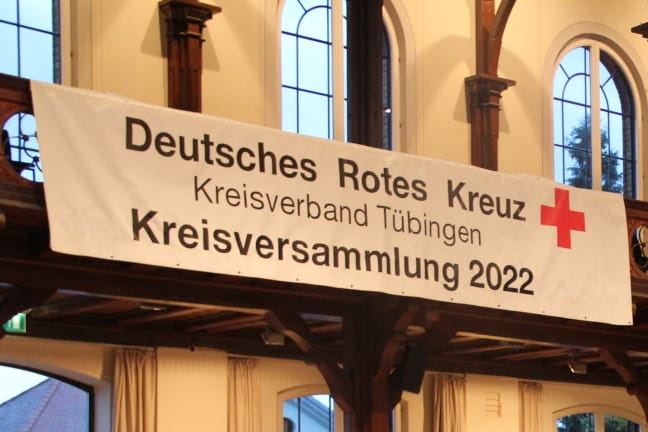 Deutsches Rotes Kreuz
Kreisverband Tübingen
Kreisversammlung 2022